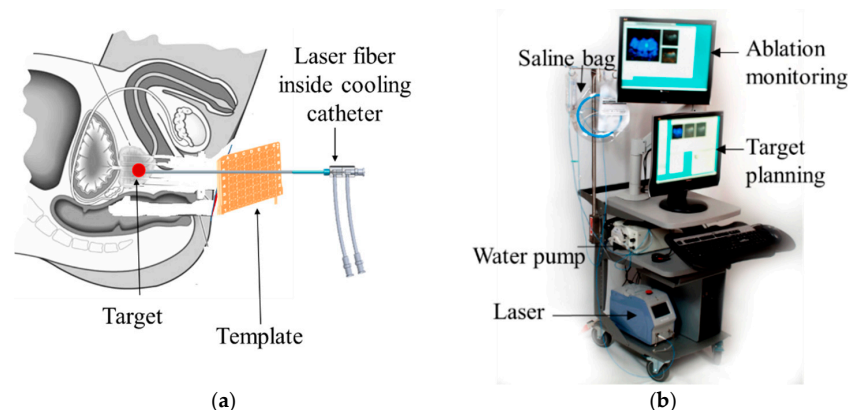 Laser fiber
inside cooling
catheter
Target
Template
(a)
Saline bag
Ablation
monitoring
Target
planning
Water pump
Laser
(b)